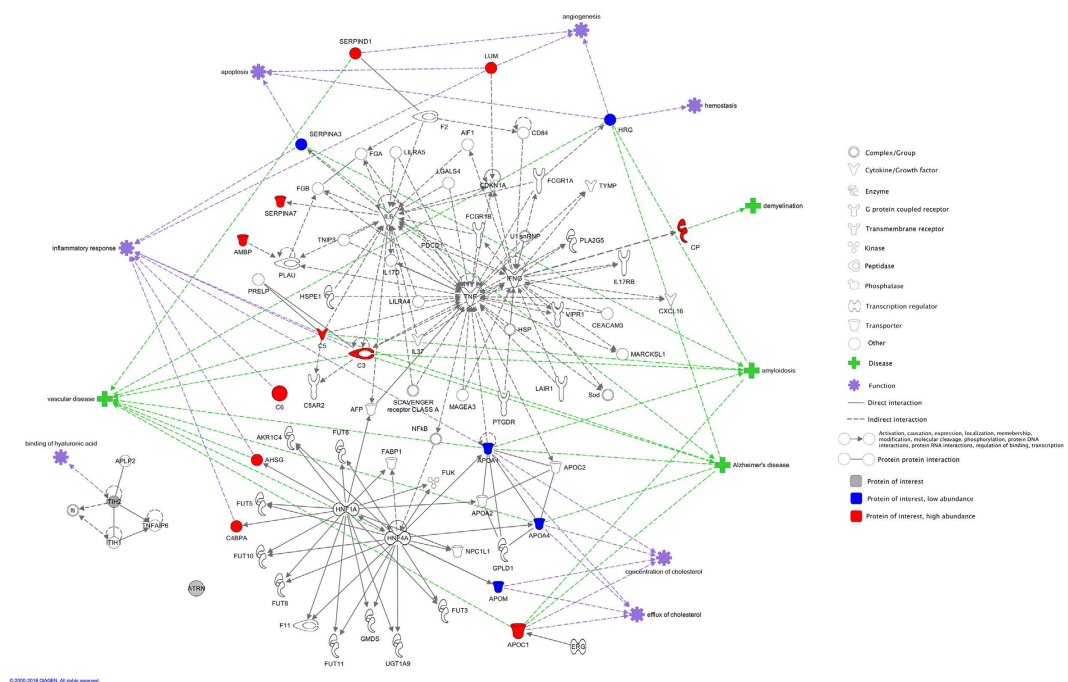 angiogenesis
SERPIND1
LUM
apoptosis
hemostasis
F2
AIF1
CD84
HRG
SERPINA3
FGA
LILRA5
LGALS4
CDKN1A
FCGR1A
TYMP
FGB
SERPINA7
IL6
FCGR1B
demyelination
U1 snRNP
PLA2G5
CP
AMBP
TNIP3
PDCD1
inflammatory response
IL17D
IFNG
PLAU
IL17RB
PRELP
HSPE1
TNF
LILRA4
VIPR1
CXCL16
CEACAM3
HSP
C5
IL37
MARCKSL1
C3
amyloidosis
C6
C5AR2
SCAVENGER
receptor CLASS A
MAGEA3
LAIR1
Sod
vascular disease
AFP
PTGDR
NFkB
FUT6
AKR1C4
binding of hyaluronic acid
FABP1
APOA1
APOC2
Alzheimer's disease
APLP2
AHSG
FUK
ITIH2
FUT5
HNF1A
APOA2
TNFAIP6
C4BPA
APOA4
ITIH1
HNF4A
NPC1L1
FUT10
GPLD1
concentration of cholesterol
ATRN
FUT8
APOM
FUT3
efflux of cholesterol
F11
GMDS
APOC1
ERG
FUT11
UGT1A9
Complex/Group
Cytokine/Growth factor
Enzyme
G protein coupled receptor
Transmembrane receptor
Kinase
Peptidase
Phosphatase
Transcription regulator
Transporter
Other
Disease
Function
Direct interaction
Indirect interaction
Activation, causation, expression, localization, memebership,
modification, molecular cleavage, phosphorylation, protein DNA
interactions, protein RNA interactions, regulation of binding, transcription
Protein protein interaction
Protein of interest
Protein of interest, low abundance
Protein of interest, high abundance
© 2000-2018 QIAGEN. All rights reserved.